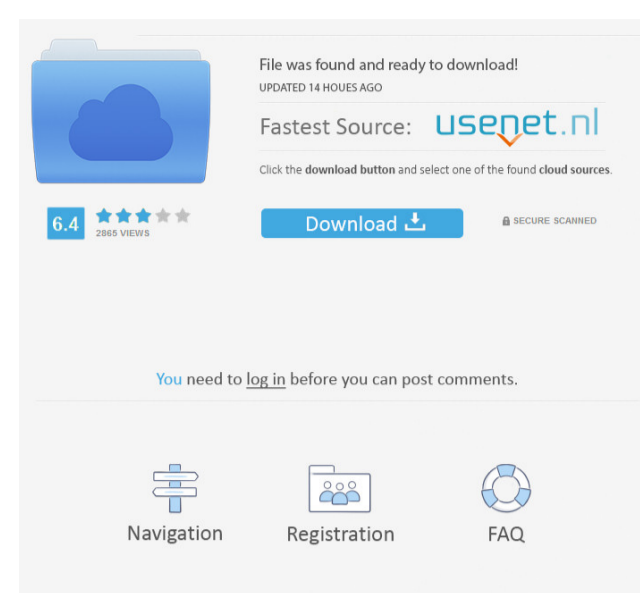 File was found and ready to download!
UPDATED 14 HOUES AGO
Fastest Source: usenet.nl
Click the download button and select one of the found cloud sources.
6.4
2865 VIEWS
Download
SECURE SCANNED
You need to log in before you can post comments.
Navigation
Registration
FAQ